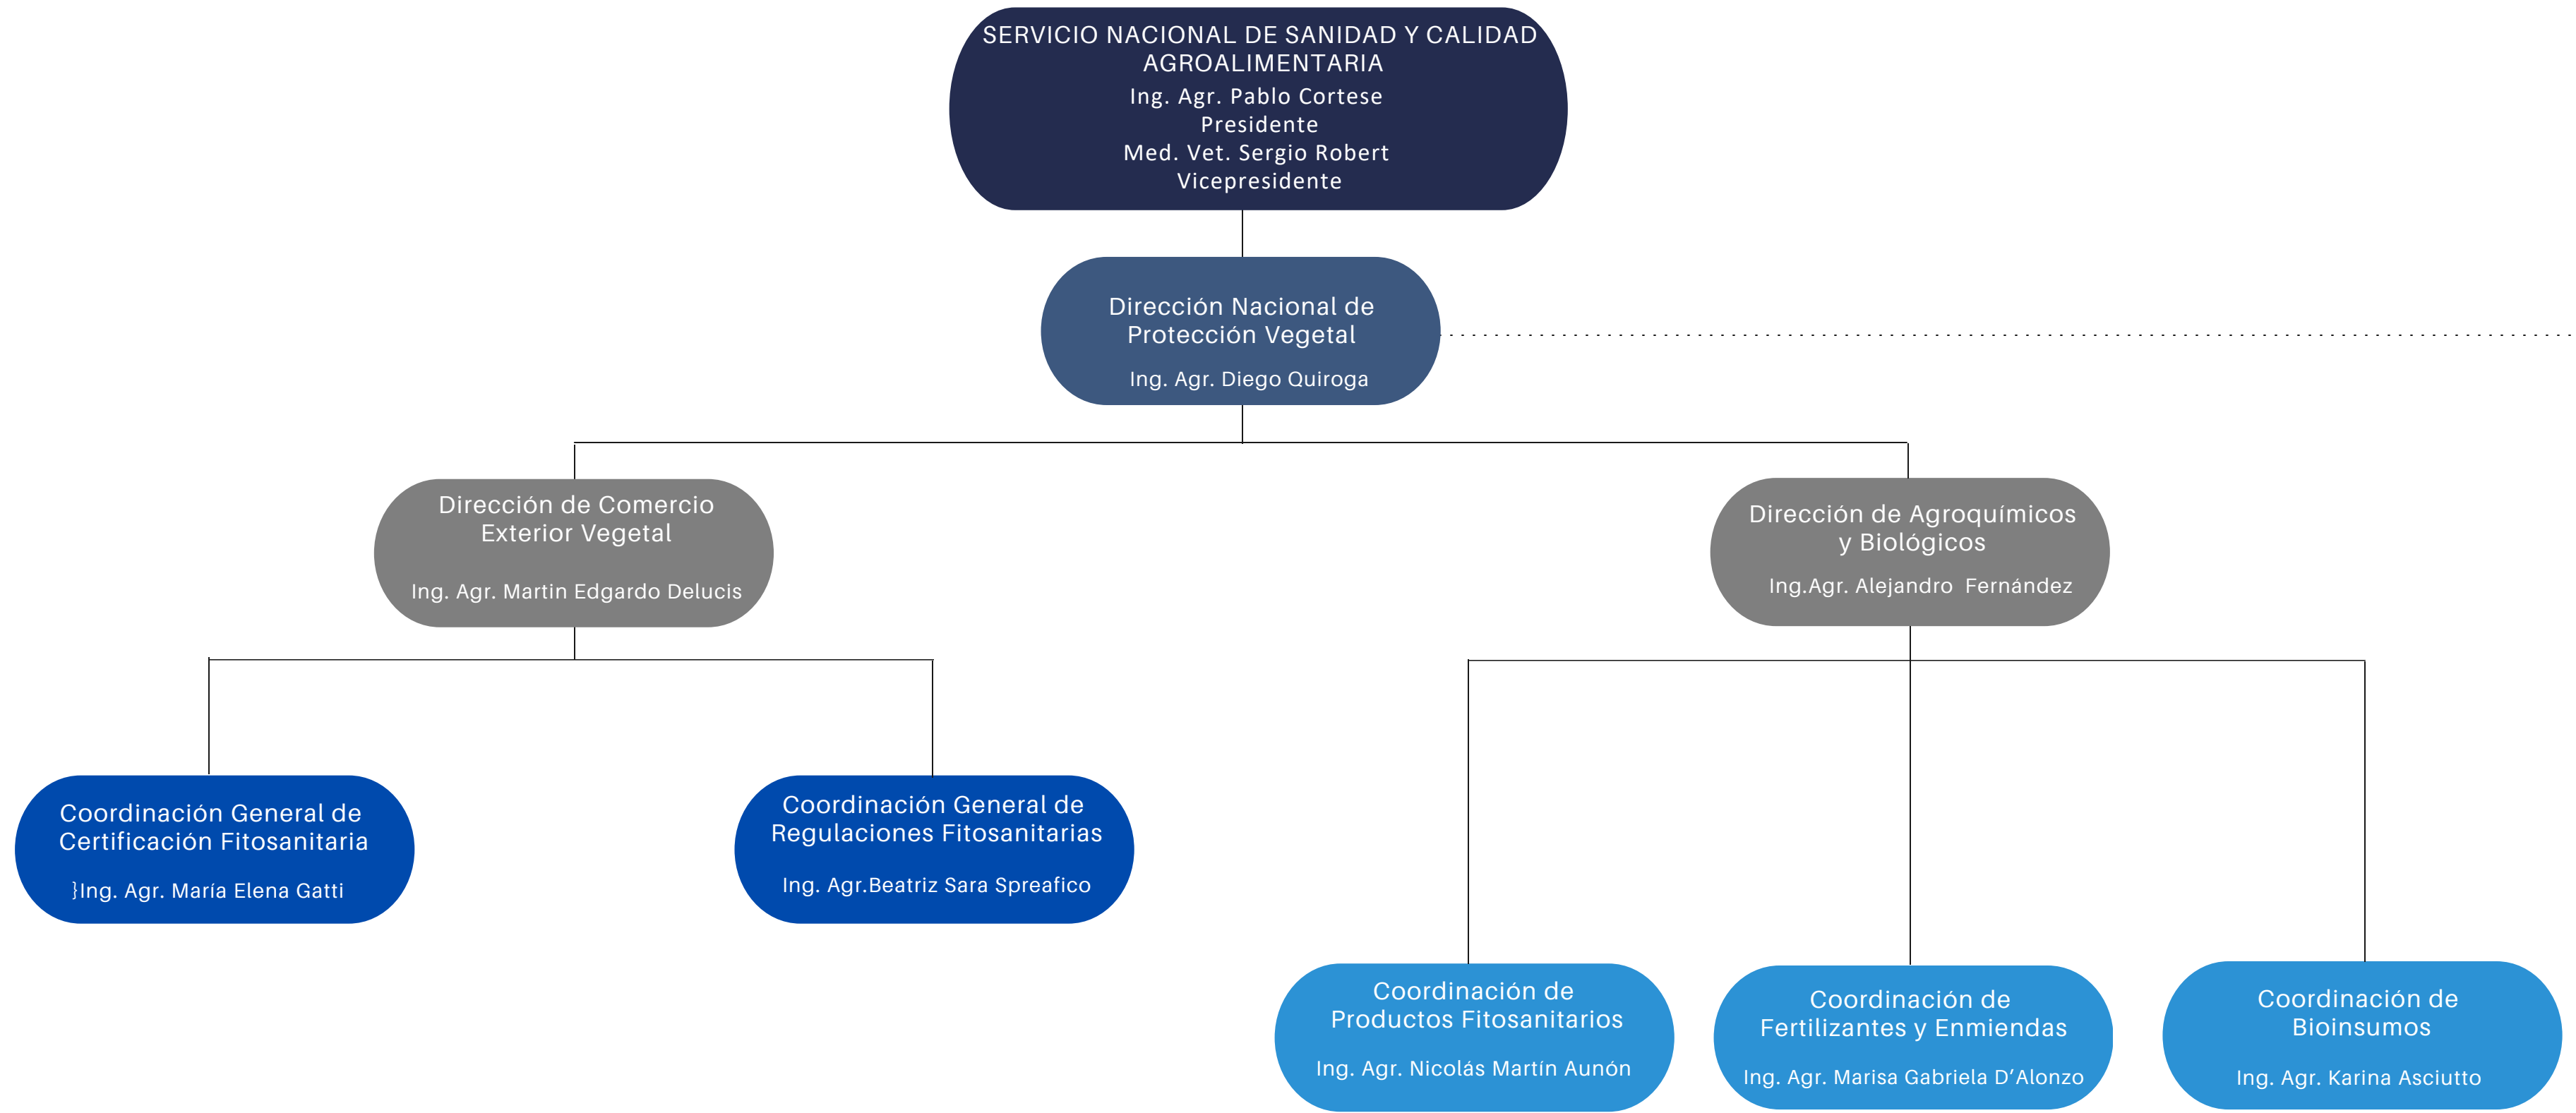 SERVICIO NACIONAL DE SANIDAD Y CALIDAD
AGROALIMENTARIA
Ing. Agr. Pablo Cortese
Presidente
Med. Vet. Sergio Robert
Vicepresidente
Dirección Nacional de
Protección Vegetal
Ing. Agr. Diego Quiroga
Dirección de Comercio
Exterior Vegetal
Ing. Agr. Martin Edgardo Delucis
Dirección de Agroquímicos
y Biológicos
Ing.Agr. Alejandro  Fernández
Coordinación General de
Certificación Fitosanitaria
}Ing. Agr. María Elena Gatti
Coordinación General de
Regulaciones Fitosanitarias
Ing. Agr.Beatriz Sara Spreafico
Coordinación de
Productos Fitosanitarios
Ing. Agr. Nicolás Martín Aunón
Coordinación de
Fertilizantes y Enmiendas
Ing. Agr. Marisa Gabriela D’Alonzo
Coordinación de
Bioinsumos
Ing. Agr. Karina Asciutto